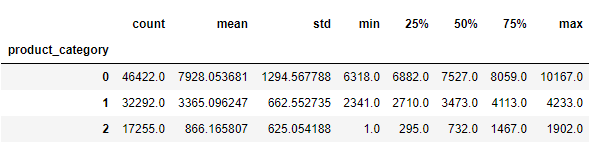 count mean std min 25% 50% 75% max
product_category
0 46422.0 7928.053681 1294.567788 6318.0 6882.0 7527.0 8059.0 10167.0
1 32292.0 3365.096247 662.552735 2341.0 2710.0 3473.0 4113.0 4233.0
2 17255.0 866.165807 625.054188 1.0 295.0 732.0 1467.0 1902.0